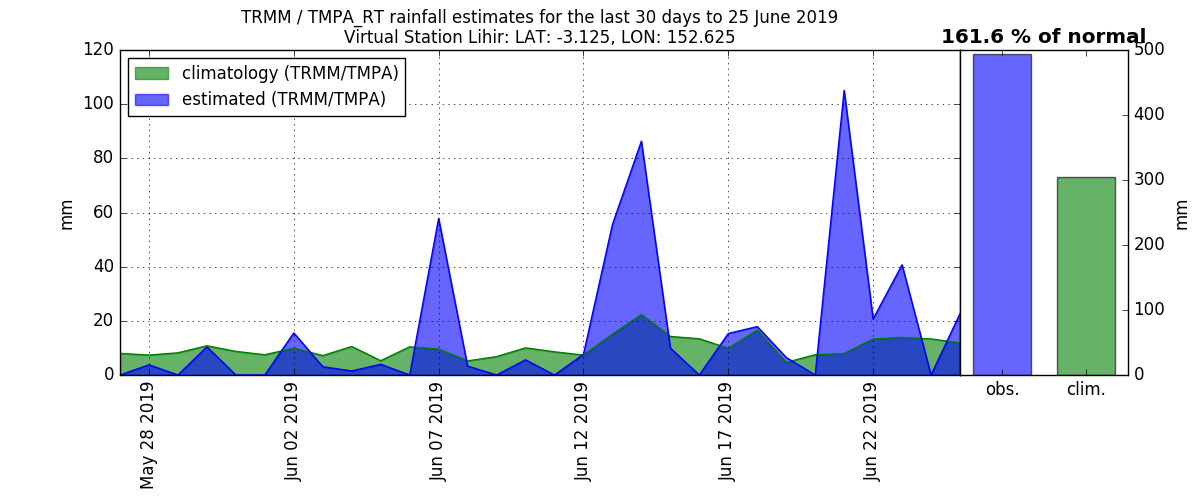 TRMM / TMPA_RT rainfall estimates for the last 30 days to 25 June 2019
Virtual Station Lihir: LAT: -3.125, LON: 152.625
161.6 % of normal
climatology (TRMM/TMPA)
estimated (TRMM/TMPA)
mm
120
100
80
60
40
20
0
May 28 2019
Jun 02 2019
Jun 07 2019
Jun 12 2019
Jun 17 2019
Jun 22 2019
obs.
clim.
500
400
300
200
100
0
mm